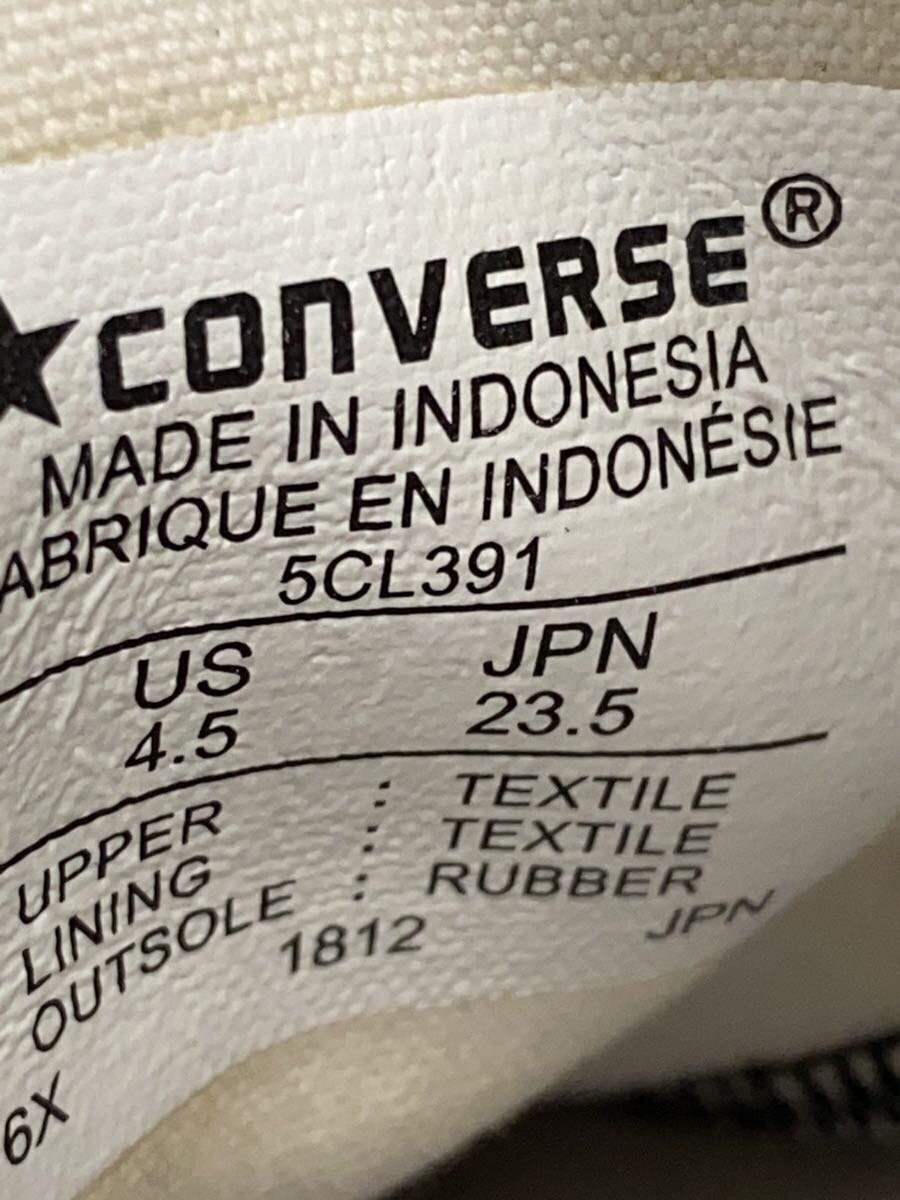 ★CONVERSE®
MADE IN INDONESIA
ABRIQUE EN INDONÉSIE
5CL391
US JPN
4.5 23.5
UPPER : TEXTILE
LINING : TEXTILE
OUTSOLE : RUBBER
1812 JPN
6X